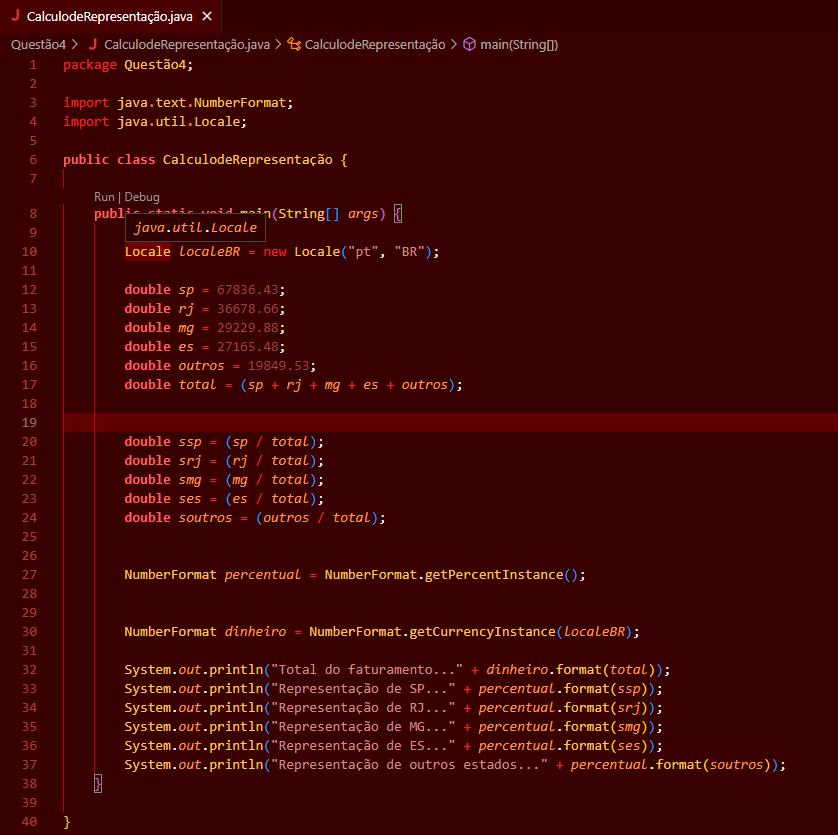 J CalculodeRepresentação.java ×
Questão4 > J CalculodeRepresentação.java > CalculodeRepresentação > main(String[])
1 package Questão4;
2
3 import java.text.NumberFormat;
4 import java.util.Locale;
5
6 public class CalculodeRepresentação {
7
Run | Debug
8 public static void main(String[] args) {
java.util.Locale
9
10 Locale localeBR = new Locale("pt", "BR");
11
12 double sp = 67836.43;
13 double rj = 36678.66;
14 double mg = 29229.88;
15 double es = 27165.48;
16 double outros = 19849.53;
17 double total = (sp + rj + mg + es + outros);
18
19
20 double ssp = (sp / total);
21 double srj = (rj / total);
22 double smg = (mg / total);
23 double ses = (es / total);
24 double soutros = (outros / total);
25
26
27 NumberFormat percentual = NumberFormat.getPercentInstance();
28
29
30 NumberFormat dinheiro = NumberFormat.getCurrencyInstance(localeBR);
31
32 System.out.println("Total do faturamento..." + dinheiro.format(total));
33 System.out.println("Representação de SP..." + percentual.format(ssp));
34 System.out.println("Representação de RJ..." + percentual.format(srj));
35 System.out.println("Representação de MG..." + percentual.format(smg));
36 System.out.println("Representação de ES..." + percentual.format(ses));
37 System.out.println("Representação de outros estados..." + percentual.format(soutros));
38 }
39
40 }